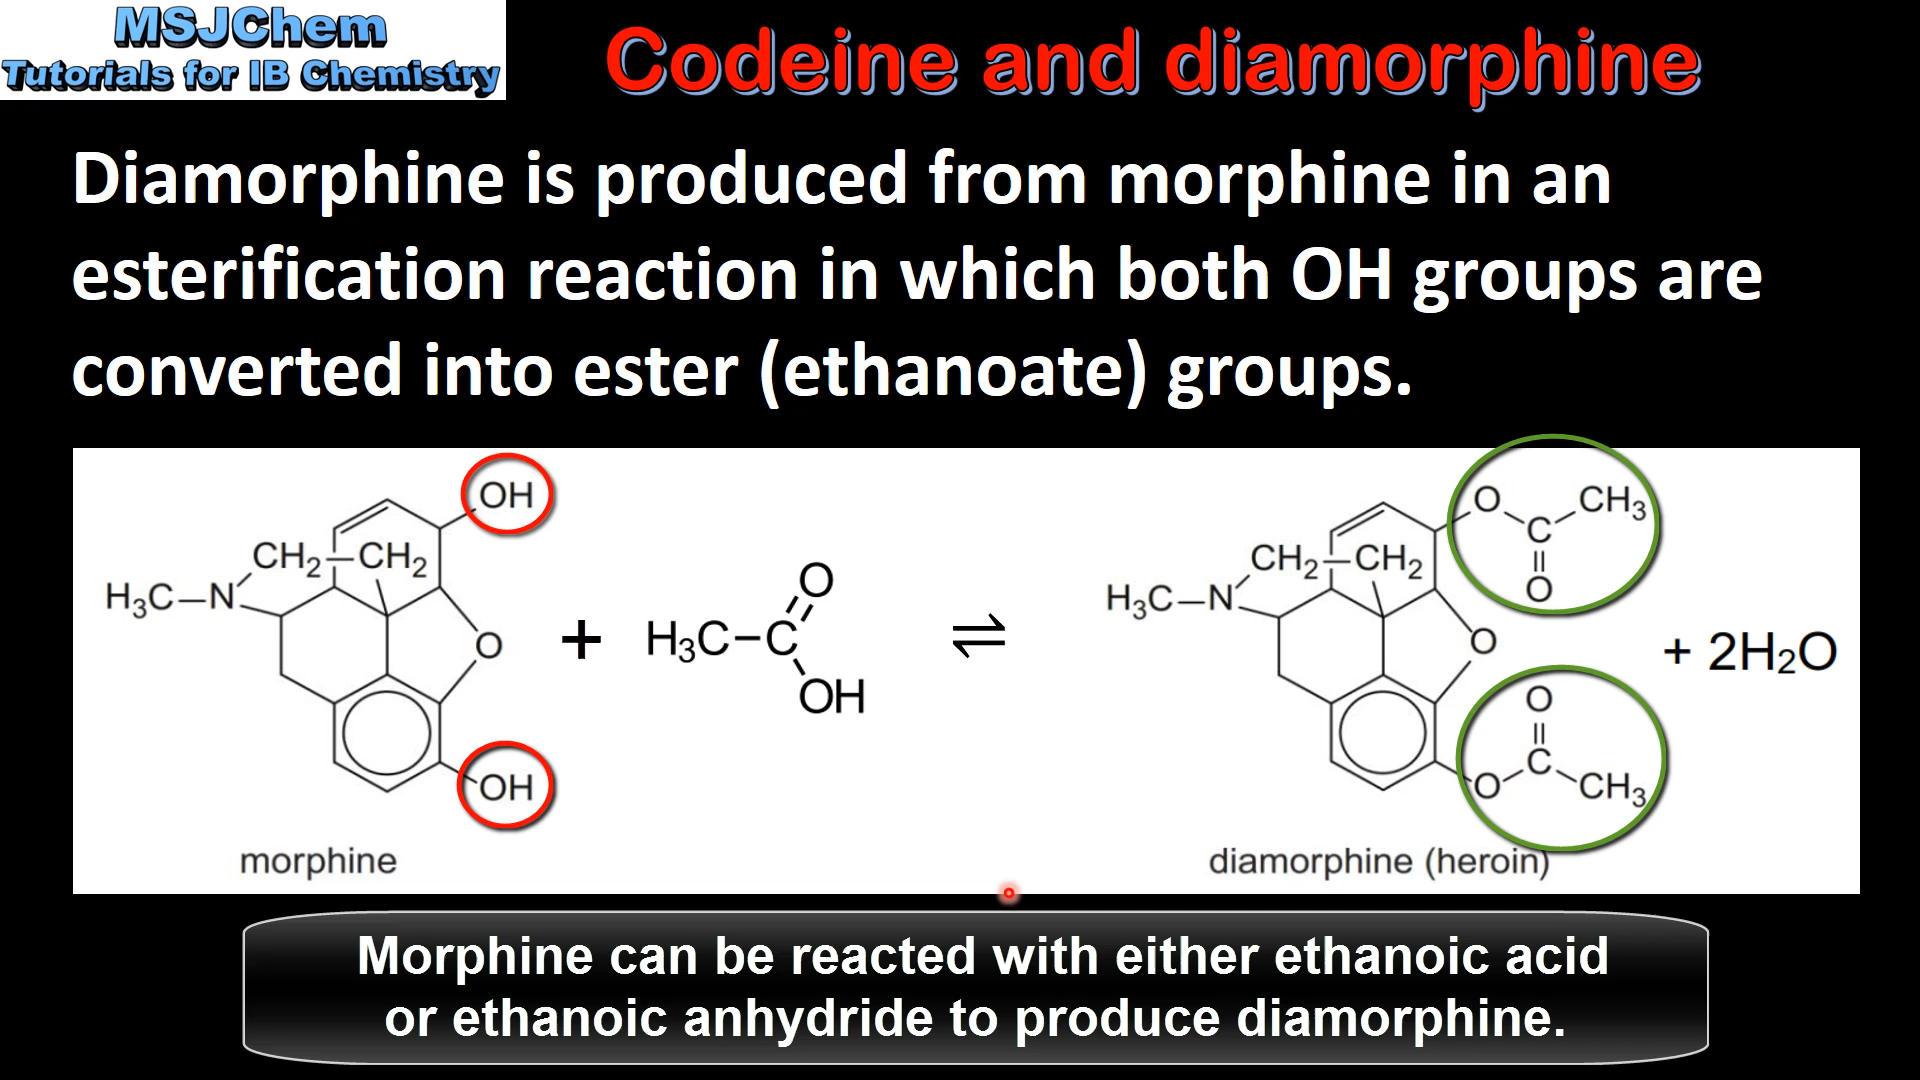 MSJChem
Tutorials for IB Chemistry
Codeine and diamorphine
Diamorphine is produced from morphine in an
esterification reaction in which both OH groups are
converted into ester (ethanoate) groups.
OH
CH₂—CH₂
H₃C—N
O
OH
morphine
+
O
H₃C–C
OH
⇌
O
C
CH₃
O
CH₂—CH₂
H₃C—N
O
O
C
O
CH₃
diamorphine (heroin)
+ 2H₂O
Morphine can be reacted with either ethanoic acid
or ethanoic anhydride to produce diamorphine.